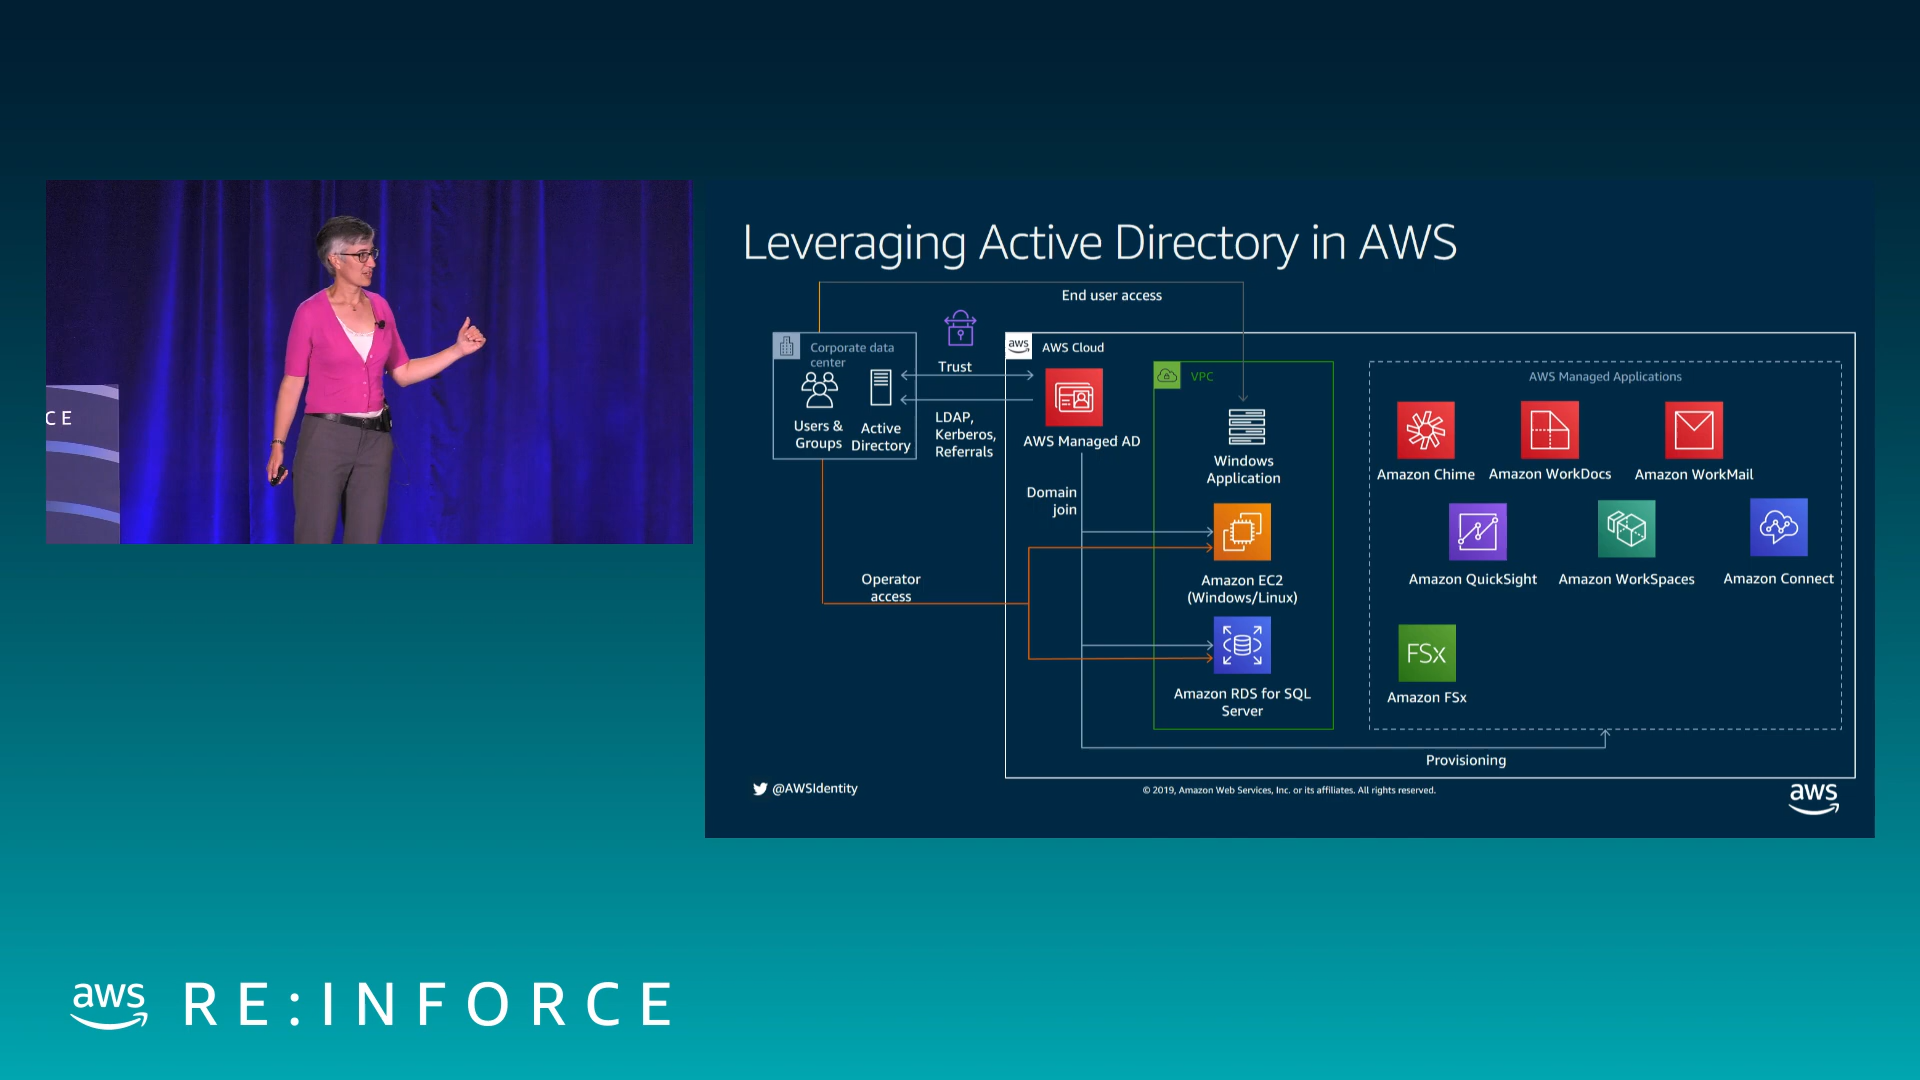 Leveraging Active Directory in AWS
End user access
Corporate data
center
Users &
Groups
Active
Directory
Trust
LDAP,
Kerberos,
Referrals
aws
AWS Cloud
AWS Managed AD
Domain
join
Operator
access
VPC
Windows
Application
Amazon EC2
(Windows/Linux)
Amazon RDS for SQL
Server
AWS Managed Applications
Amazon Chime
Amazon WorkDocs
Amazon WorkMail
Amazon QuickSight
Amazon WorkSpaces
Amazon Connect
FSx
Amazon FSx
Provisioning
@AWSIdentity
© 2019, Amazon Web Services, Inc. or its affiliates. All rights reserved.
aws
CE
aws RE:INFORCE